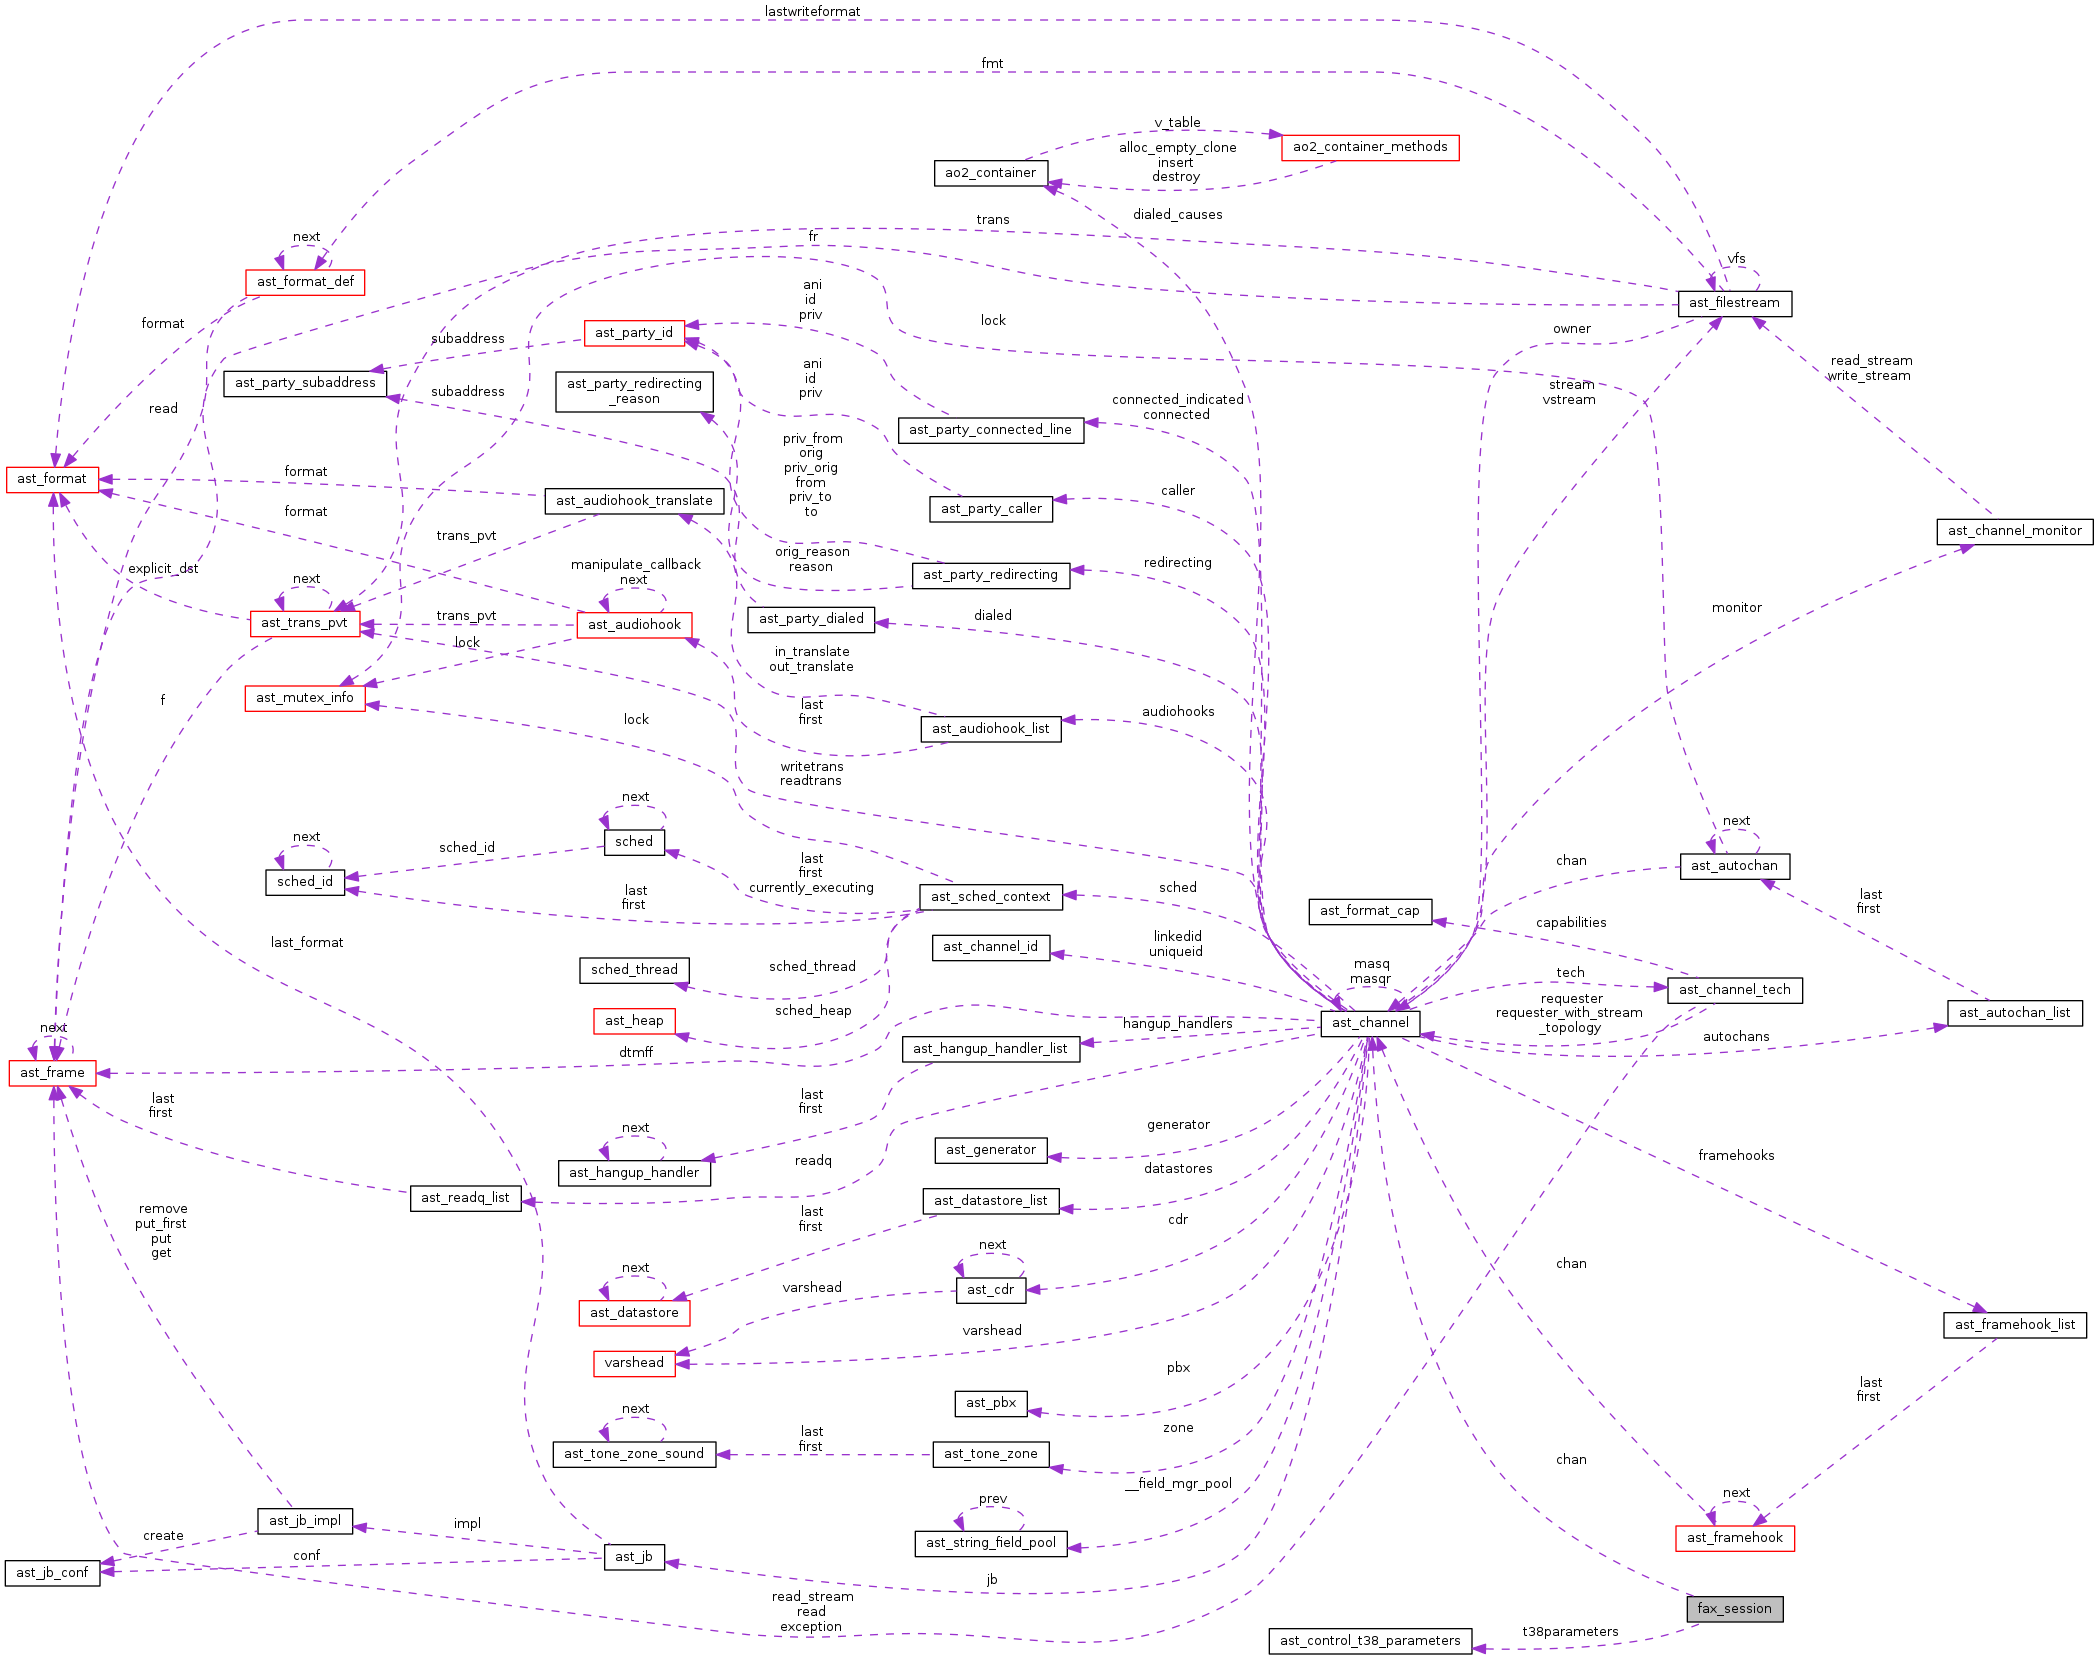 lastwriteformat
fmt
v_table
ao2_container_methods
alloc_empty_clone
insert
destroy
ao2_container
dialed_causes
trans
fr
next
ast_format_def
vfs
ast_filestream
ani
id
priv
lock
format
ast_party_id
owner
subaddress
read_stream
write_stream
ast_party_subaddress
ast_party_redirecting
_reason
ani
id
priv
stream
vstream
subaddress
connected_indicated
connected
read
ast_party_connected_line
priv_from
orig
priv_orig
from
priv_to
to
format
ast_format
caller
ast_audiohook_translate
ast_party_caller
format
ast_channel_monitor
trans_pvt
orig_reason
reason
redirecting
explicit_dst
next
manipulate_callback
next
ast_party_redirecting
monitor
ast_trans_pvt
trans_pvt
ast_audiohook
ast_party_dialed
dialed
lock
in_translate
out_translate
ast_mutex_info
f
last
first
audiohooks
lock
ast_audiohook_list
writetrans
readtrans
next
sched
next
next
ast_autochan
sched_id
sched_id
last
first
currently_executing
chan
last
first
ast_sched_context
sched
last
first
ast_format_cap
capabilities
last_format
ast_channel_id
linkedid
uniqueid
sched_thread
sched_thread
masq
masqr
tech
ast_channel_tech
ast_heap
sched_heap
requester
requester_with_stream
_topology
ast_autochan_list
next
ast_channel
hangup_handlers
autochans
dtmff
ast_hangup_handler_list
ast_frame
last
first
last
first
next
generator
ast_generator
framehooks
ast_hangup_handler
readq
datastores
ast_readq_list
ast_datastore_list
remove
put_first
put
get
last
first
cdr
next
next
chan
ast_datastore
varshead
ast_cdr
varshead
ast_framehook_list
varshead
pbx
last
first
ast_pbx
next
zone
ast_tone_zone_sound
last
first
ast_tone_zone
chan
__field_mgr_pool
prev
next
ast_jb_impl
impl
create
ast_string_field_pool
ast_framehook
conf
ast_jb
ast_jb_conf
jb
read_stream
read
exception
fax_session
t38parameters
ast_control_t38_parameters